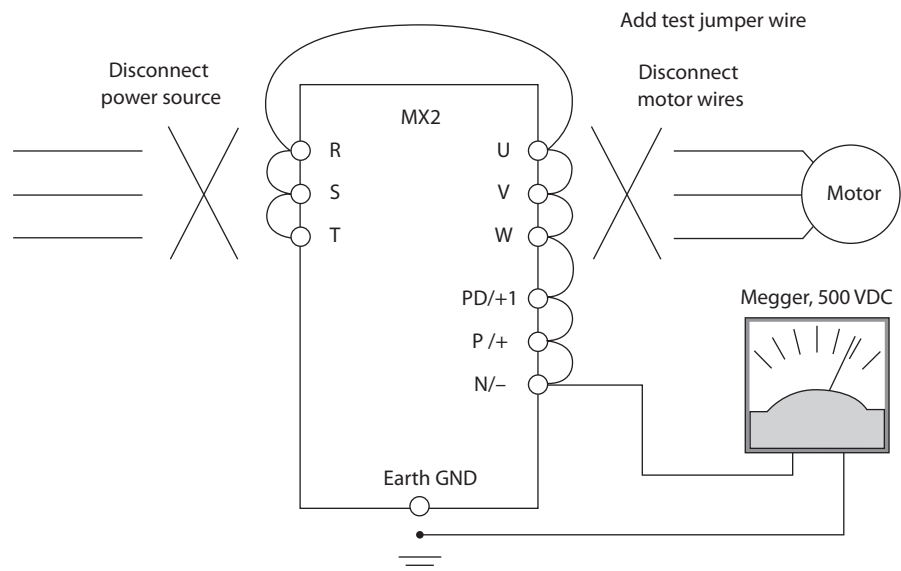 Add test jumper wire
Disconnect
power source
Disconnect
motor wires
MX2
R
U
S
V
Motor
T
W
PD/+1
Megger, 500 VDC
P /+
N/–
Earth GND